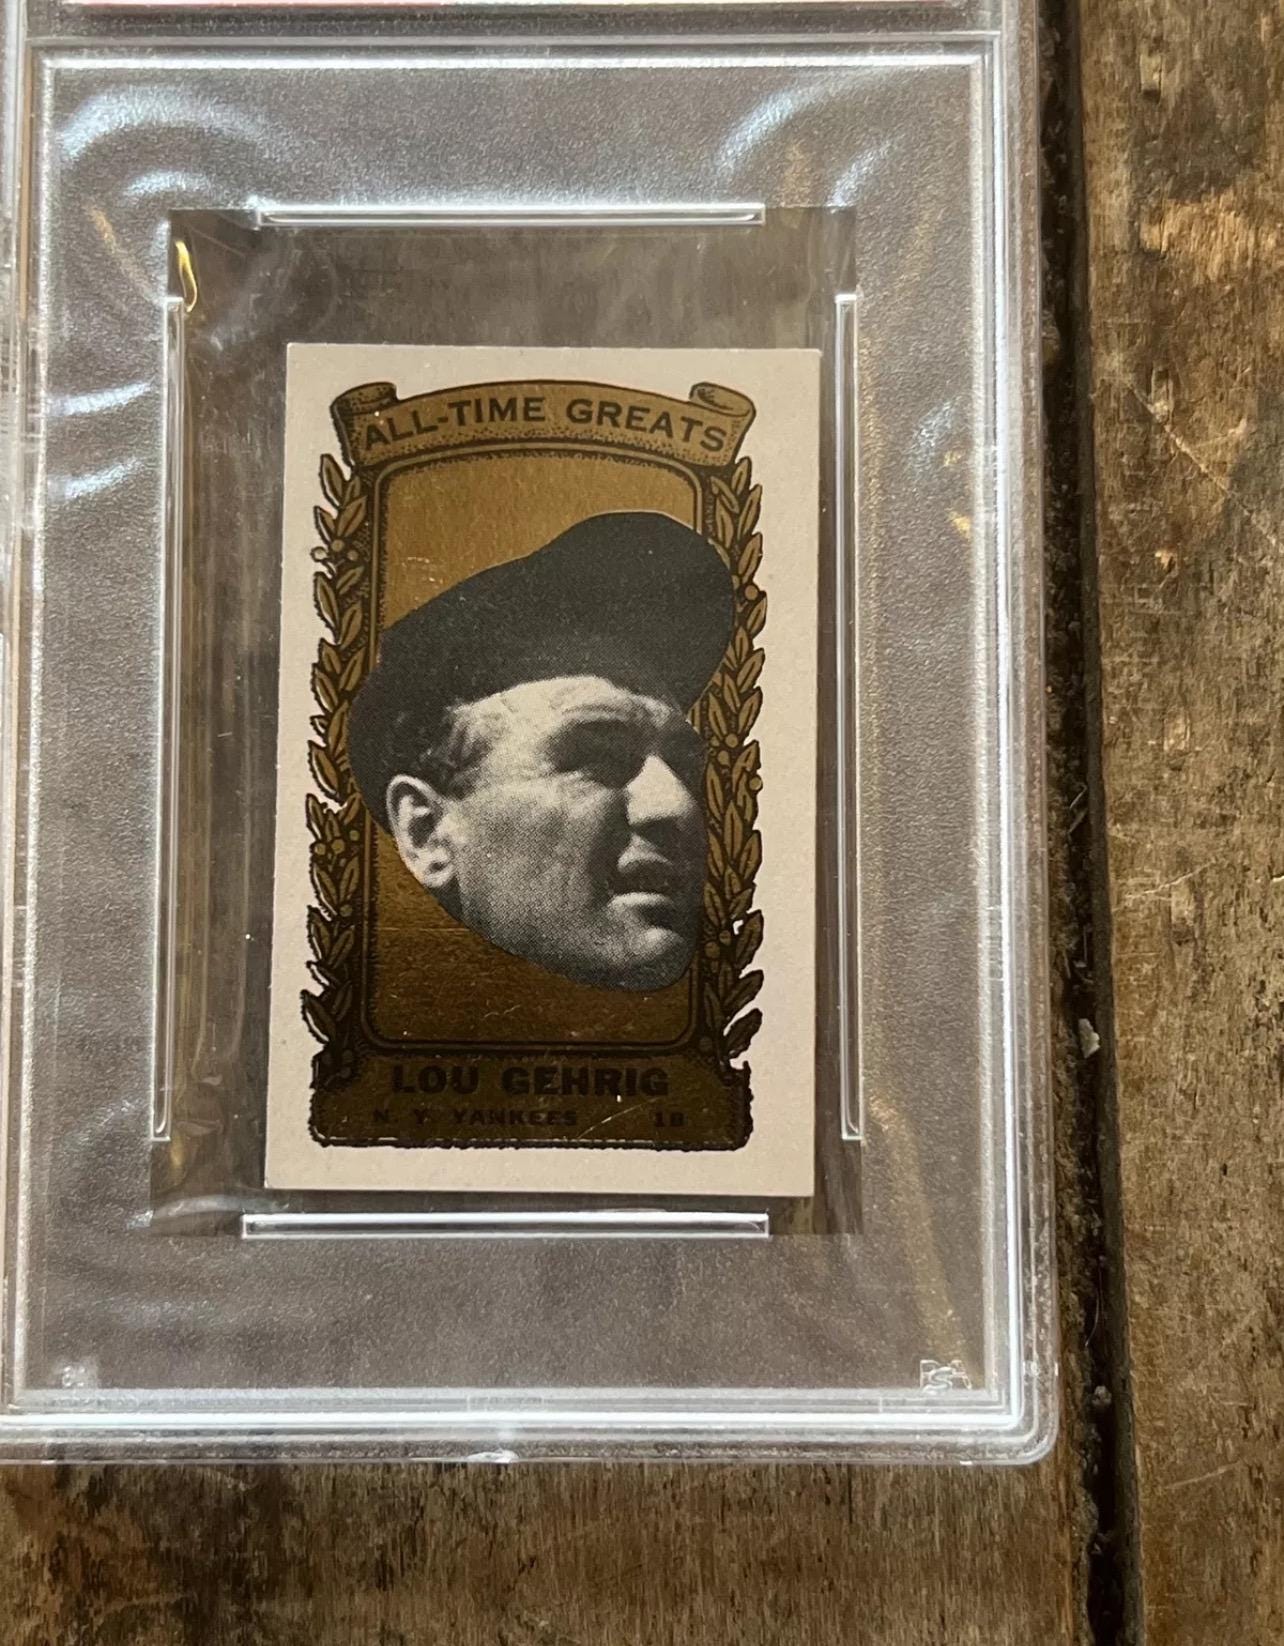 ALL-TIME GREATS
LOU GEHRIG
N. Y. YANKEES 1B